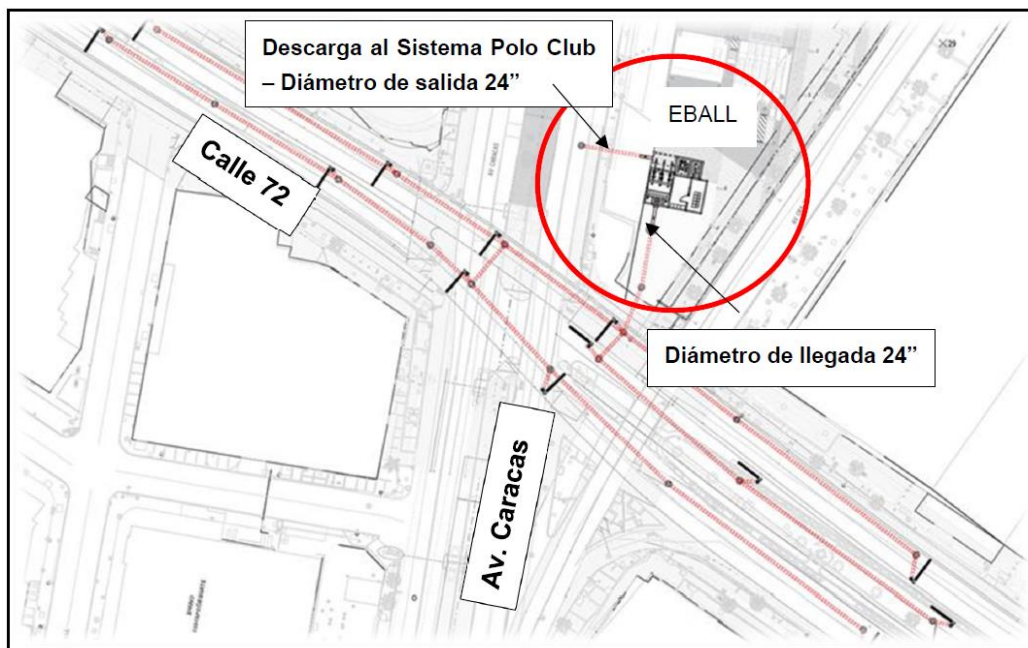 Descarga al Sistema Polo Club
– Diámetro de salida 24”
EBALL
Calle 72
Diámetro de llegada 24”
Av. Caracas